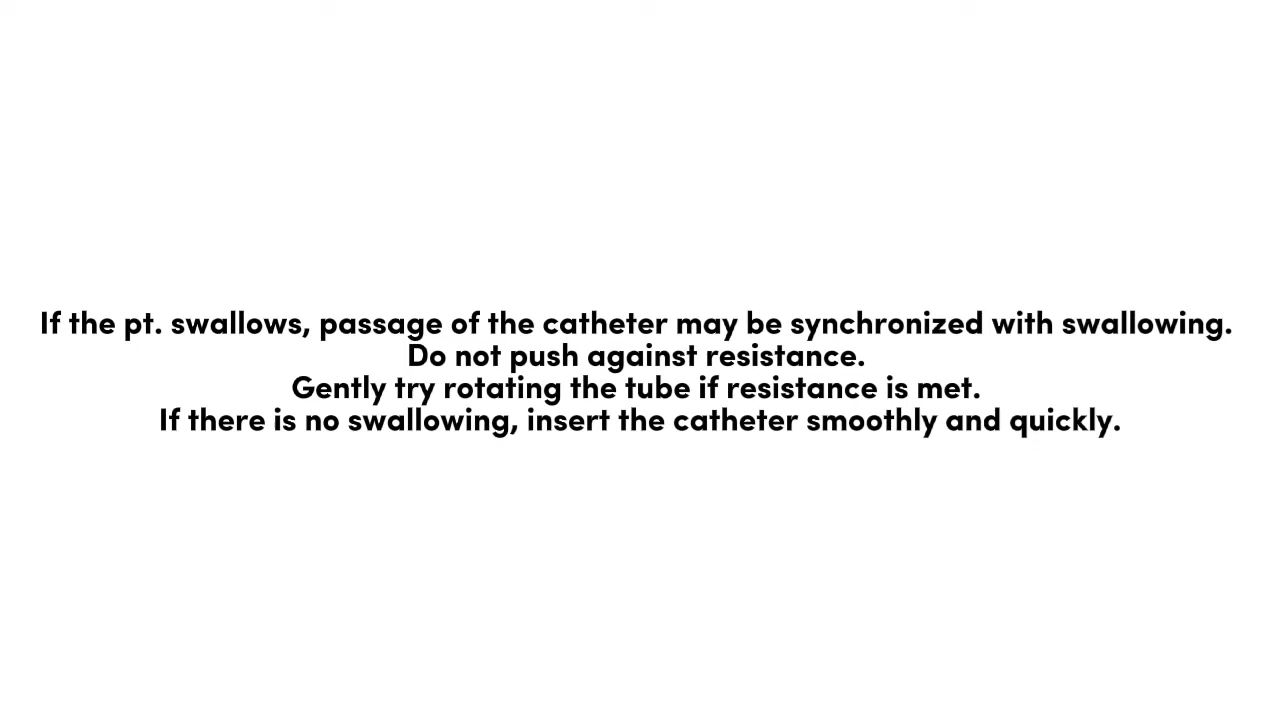 If the pt. swallows, passage of the catheter may be synchronized with swallowing.
Do not push against resistance.
Gently try rotating the tube if resistance is met.
If there is no swallowing, insert the catheter smoothly and quickly.